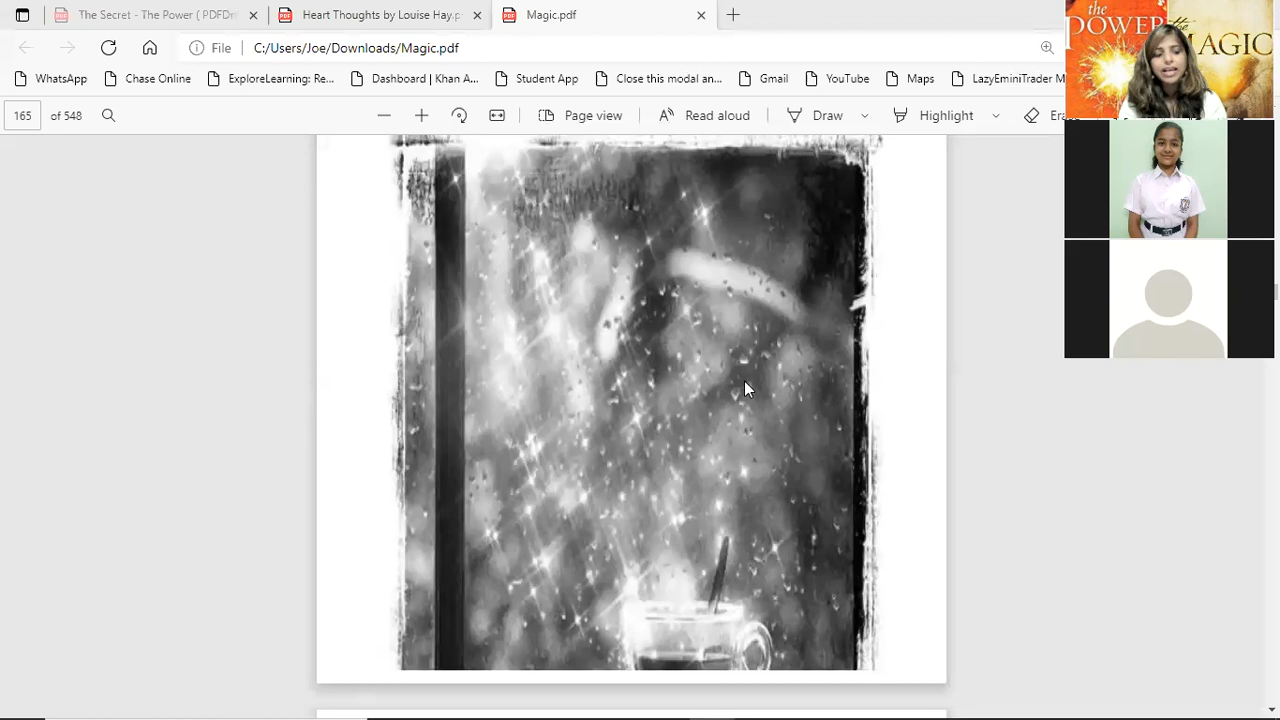 The Secret - The Power ( PDFDr
Heart Thoughts by Louise Hay.p
Magic.pdf
File
C:/Users/Joe/Downloads/Magic.pdf
WhatsApp
Chase Online
ExploreLearning: Re...
Dashboard | Khan A...
Student App
Close this modal an...
Gmail
YouTube
Maps
LazyEminiTrader M
165 of 548
Page view
Read aloud
Draw
Highlight
Era
the
POWER
the
MAGIC